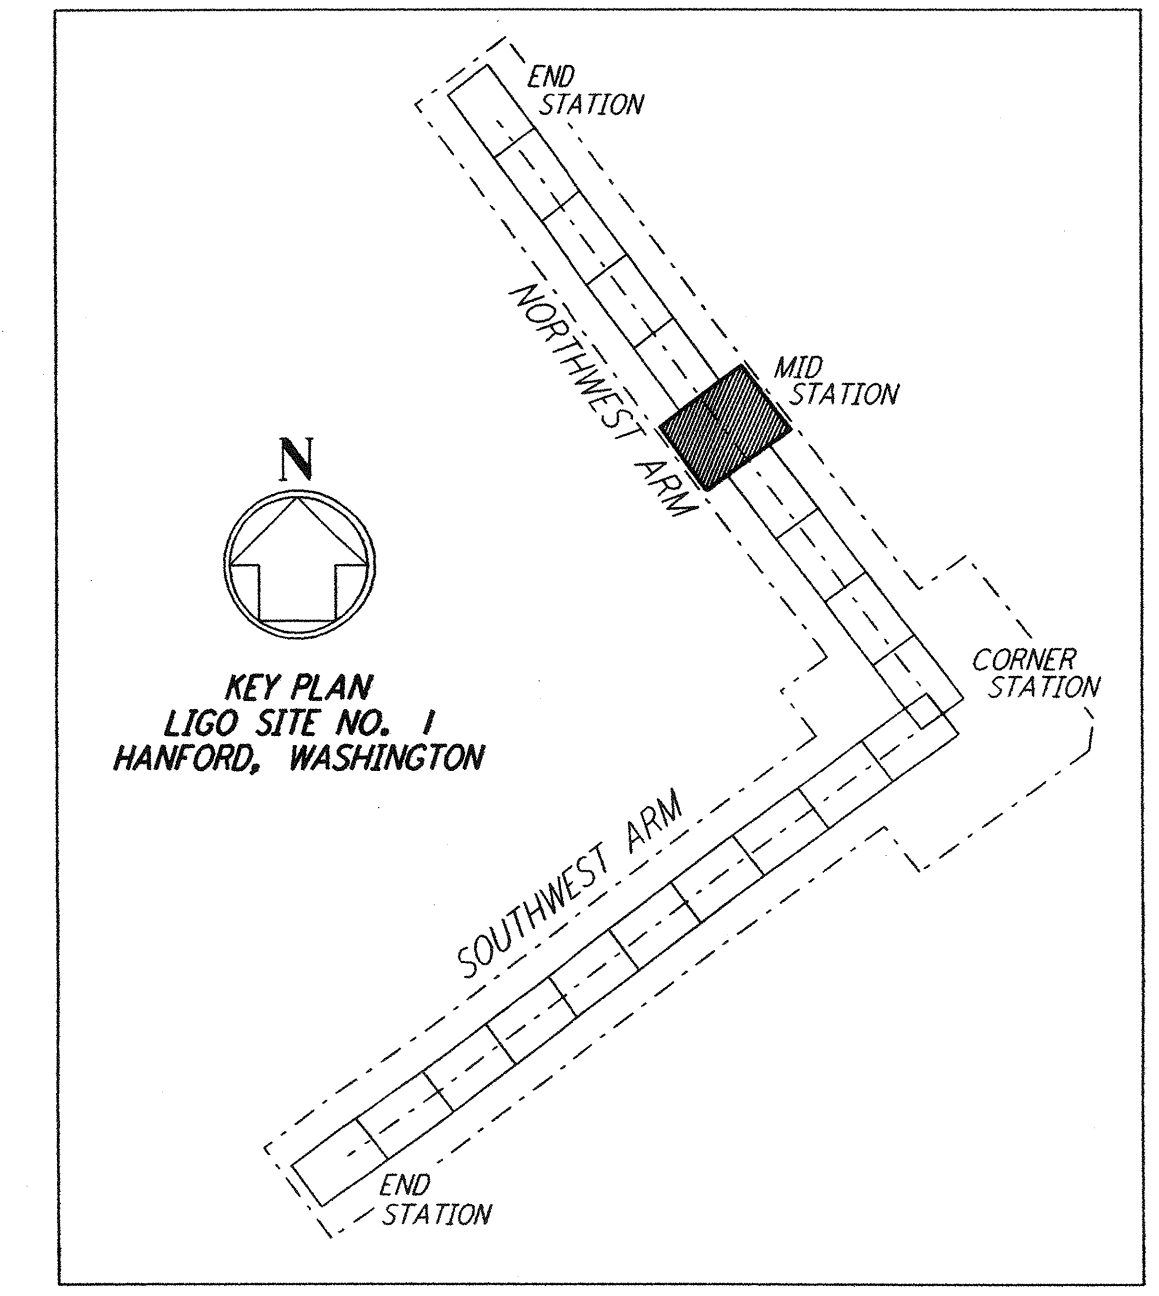 END
STATION
NORTHWEST ARM
MID
STATION
N
CORNER
STATION
KEY PLAN
LIGO SITE NO. 1
HANFORD, WASHINGTON
SOUTHWEST ARM
END
STATION